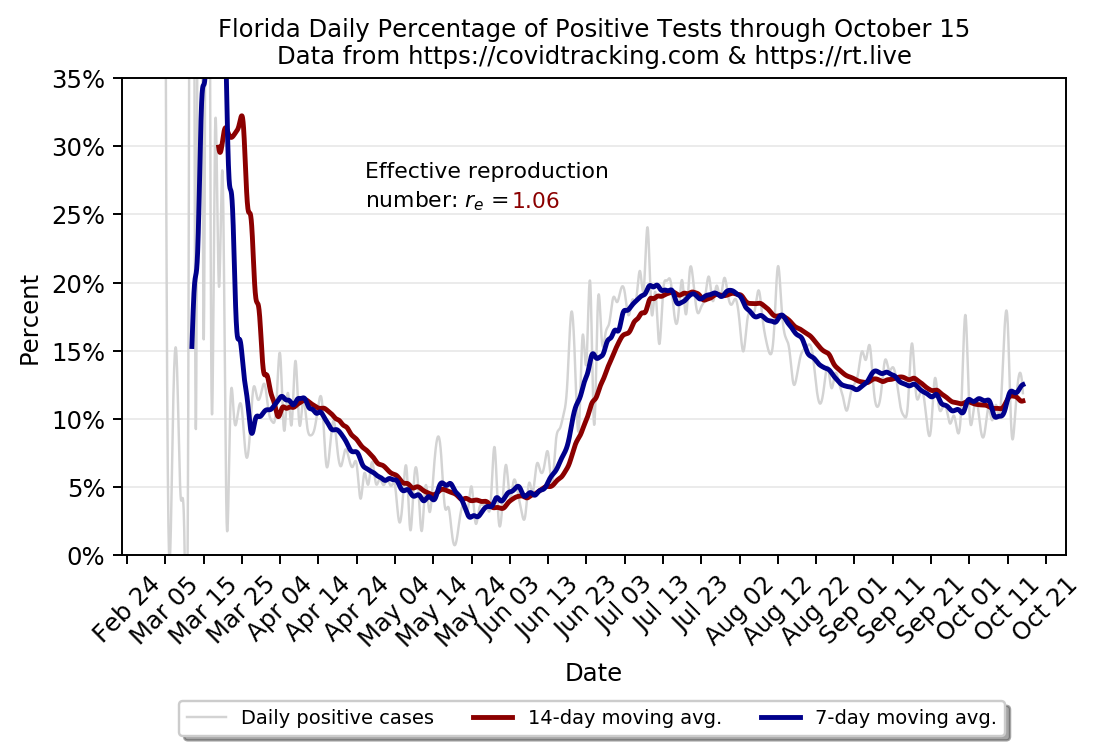 Florida Daily Percentage of Positive Tests through October 15
Data from https://covidtracking.com & https://rt.live
35%
30%
25%
20%
15%
10%
5%
0%
Percent
Effective reproduction
number: rₑ = 1.06
Feb 24
Mar 05
Mar 15
Mar 25
Apr 04
Apr 14
Apr 24
May 04
May 14
May 24
Jun 03
Jun 13
Jun 23
Jul 03
Jul 13
Jul 23
Aug 02
Aug 12
Aug 22
Sep 01
Sep 11
Sep 21
Oct 01
Oct 11
Oct 21
Date
Daily positive cases
14-day moving avg.
7-day moving avg.